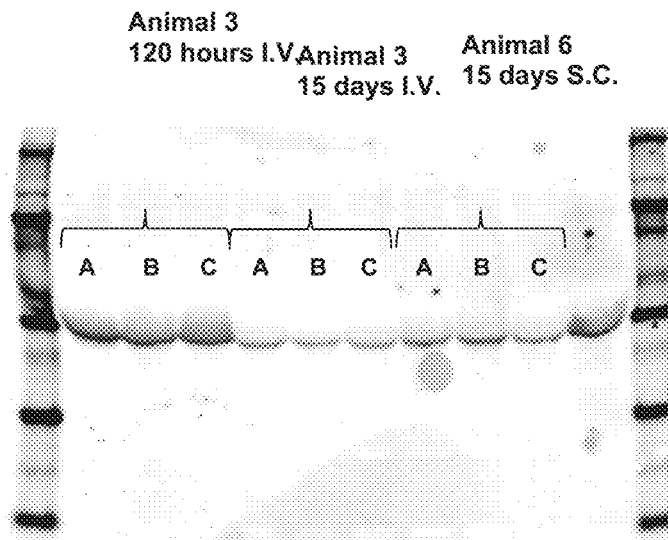 Animal 3
120 hours I.V.
Animal 3
15 days I.V.
Animal 6
15 days S.C.
A B C A B C A B C